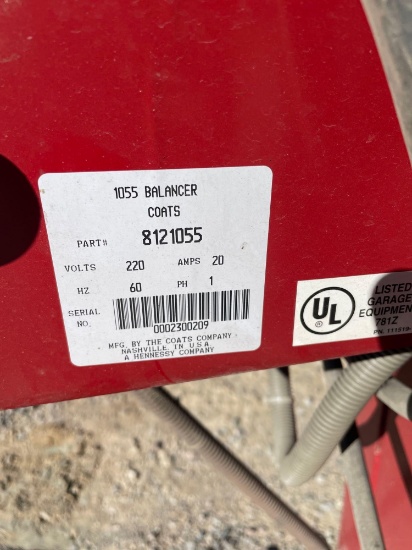 1055 BALANCER
COATS
PART# 8121055
VOLTS 220 AMPS 20
HZ 60 PH 1
SERIAL
NO.
0002300209
MFG. BY THE COATS COMPANY
NASHVILLE, IN U.S.A.
A HENNESSY COMPANY
UL
LISTED
GARAGE
EQUIPMENT
781Z